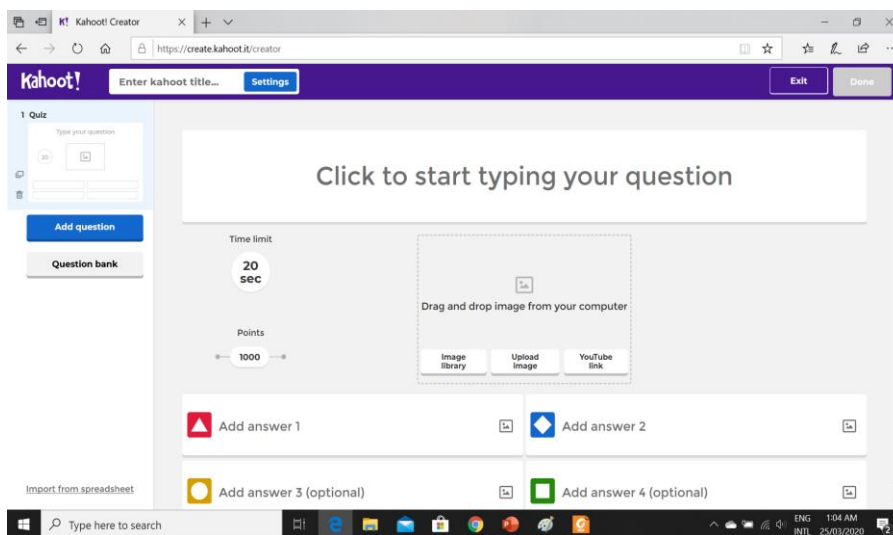 K! Kahoot! Creator
https://create.kahoot.it/creator
Kahoot!
Enter kahoot title...
Settings
Exit
Done
1 Quiz
Type your question
20
Add question
Question bank
Import from spreadsheet
Click to start typing your question
Time limit
20
sec
Points
1000
Drag and drop image from your computer
Image
library
Upload
image
YouTube
link
Add answer 1
Add answer 2
Add answer 3 (optional)
Add answer 4 (optional)
Type here to search
ENG
INTL
1:04 AM
25/03/2020
2